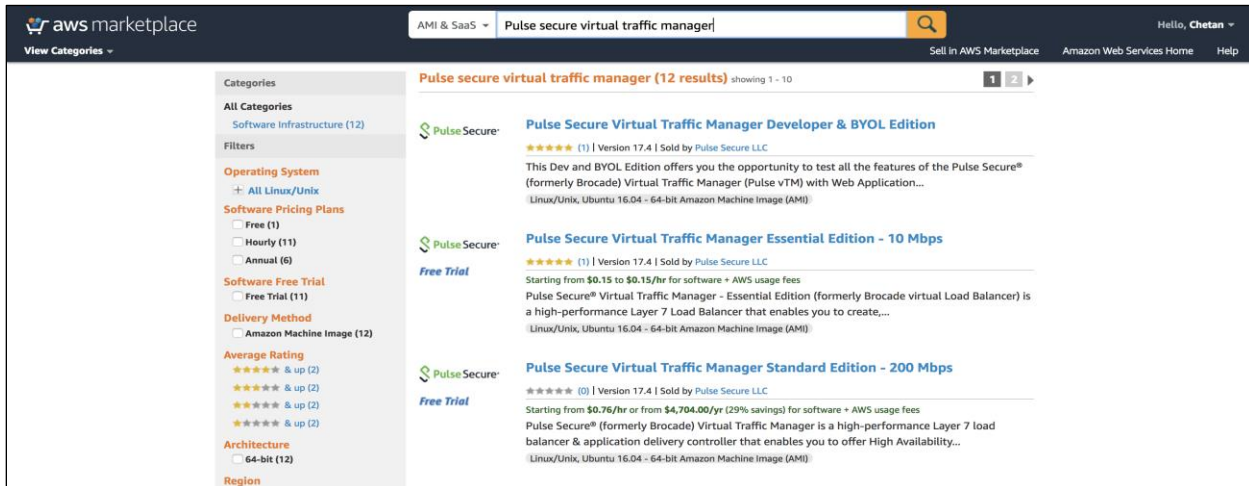 aws marketplace
AMI & SaaS
Pulse secure virtual traffic manager
Hello, Chetan
View Categories
Sell in AWS Marketplace
Amazon Web Services Home
Help
Categories
All Categories
Software Infrastructure (12)
Filters
Operating System
All Linux/Unix
Software Pricing Plans
Free (1)
Hourly (11)
Annual (6)
Software Free Trial
Free Trial (11)
Delivery Method
Amazon Machine Image (12)
Average Rating
& up (2)
& up (2)
& up (2)
& up (2)
Architecture
64-bit (12)
Region
Pulse secure virtual traffic manager (12 results) showing 1 - 10
1 2
Pulse Secure
Pulse Secure Virtual Traffic Manager Developer & BYOL Edition
(1) | Version 17.4 | Sold by Pulse Secure LLC
This Dev and BYOL Edition offers you the opportunity to test all the features of the Pulse Secure®
(formerly Brocade) Virtual Traffic Manager (Pulse vTM) with Web Application...
Linux/Unix, Ubuntu 16.04 - 64-bit Amazon Machine Image (AMI)
Pulse Secure
Free Trial
Pulse Secure Virtual Traffic Manager Essential Edition - 10 Mbps
(1) | Version 17.4 | Sold by Pulse Secure LLC
Starting from $0.15 to $0.15/hr for software + AWS usage fees
Pulse Secure® Virtual Traffic Manager - Essential Edition (formerly Brocade virtual Load Balancer) is
a high-performance Layer 7 Load Balancer that enables you to create,...
Linux/Unix, Ubuntu 16.04 - 64-bit Amazon Machine Image (AMI)
Pulse Secure
Free Trial
Pulse Secure Virtual Traffic Manager Standard Edition - 200 Mbps
(0) | Version 17.4 | Sold by Pulse Secure LLC
Starting from $0.76/hr or from $4,704.00/yr (29% savings) for software + AWS usage fees
Pulse Secure® (formerly Brocade) Virtual Traffic Manager is a high-performance Layer 7 load
balancer & application delivery controller that enables you to offer High Availability...
Linux/Unix, Ubuntu 16.04 - 64-bit Amazon Machine Image (AMI)